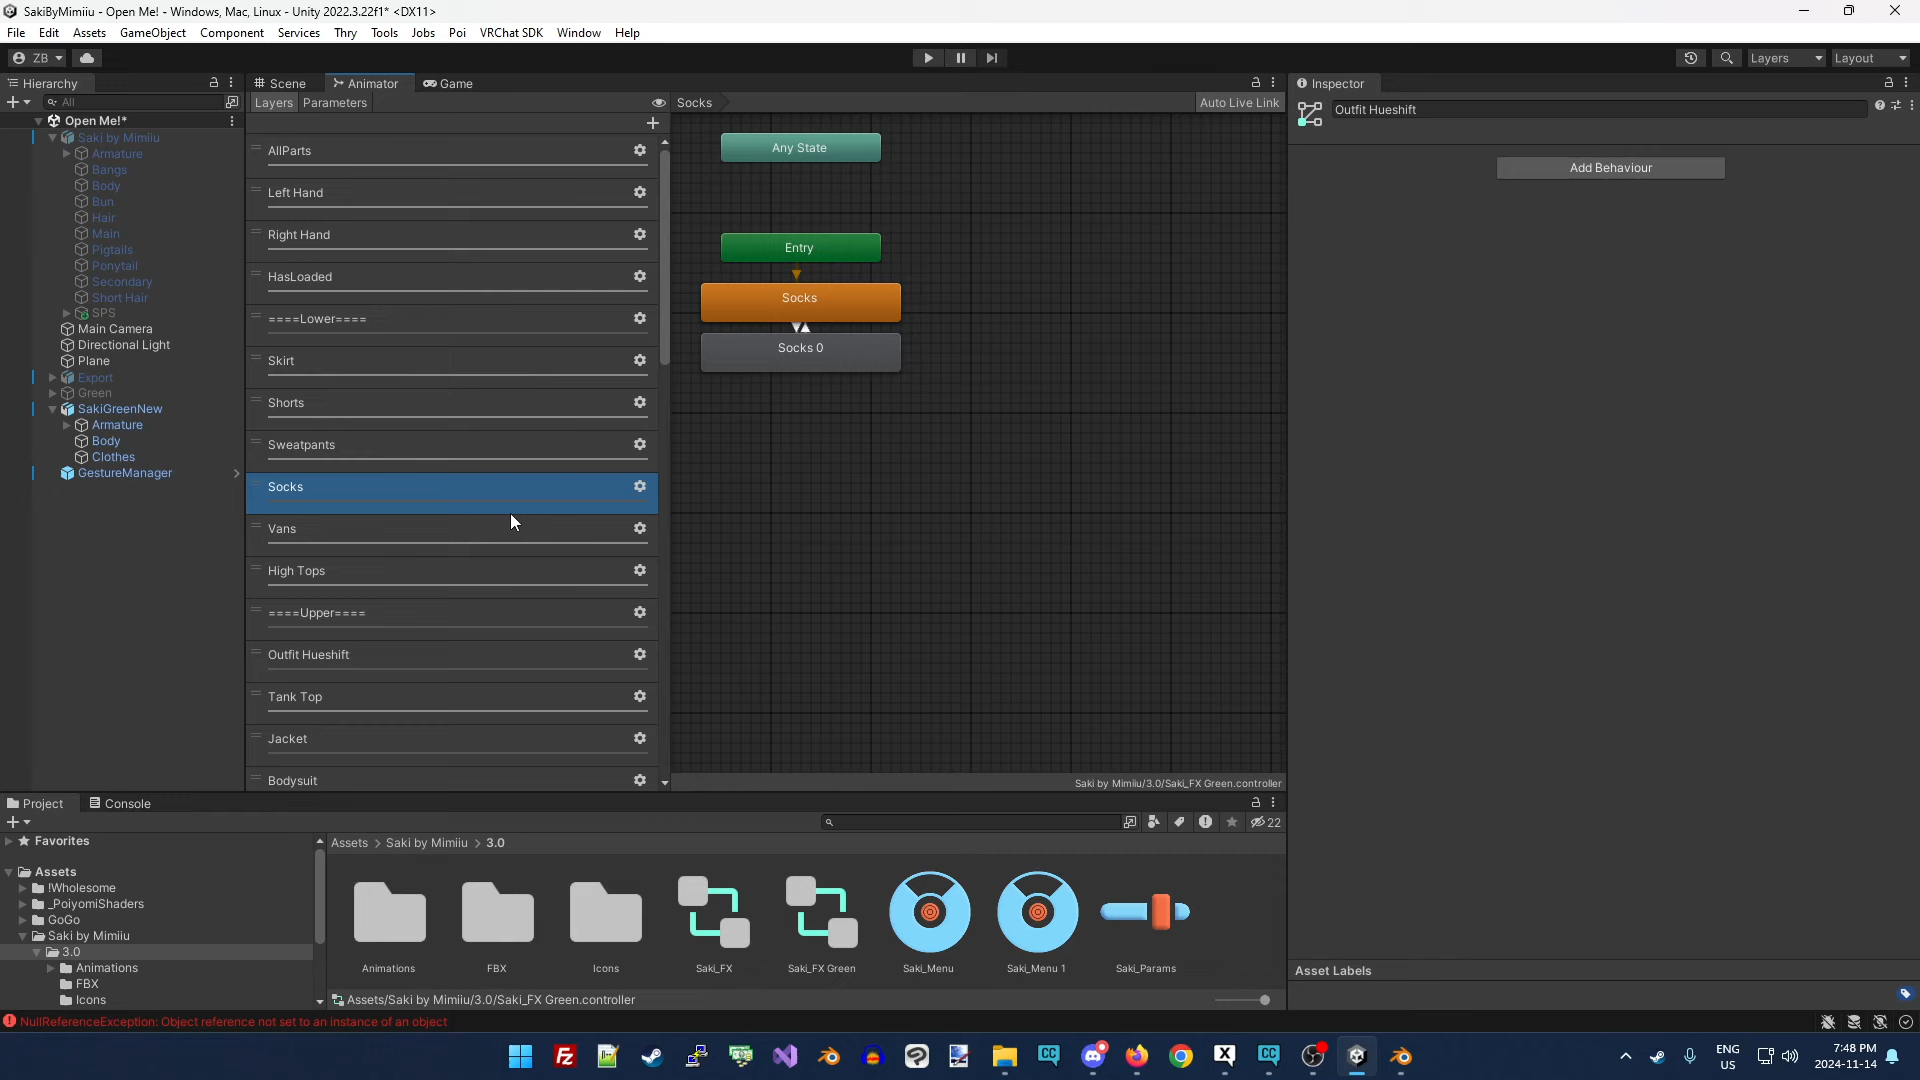 SakiByMimiiu - Open Me! - Windows, Mac, Linux - Unity 2022.3.22f1* <DX11>
File Edit Assets GameObject Component Services Thry Tools Jobs Poi VRChat SDK Window Help
ZB
Layers Layout
Hierarchy
All
Open Me!*
Saki by Mimiiu
Armature
Bangs
Body
Bun
Hair
Main
Pigtails
Ponytail
Secondary
Short Hair
SPS
Main Camera
Directional Light
Plane
Export
Green
SakiGreenNew
Armature
Body
Clothes
GestureManager
Scene Animator Game
Layers Parameters
AllParts
Left Hand
Right Hand
HasLoaded
====Lower====
Skirt
Shorts
Sweatpants
Socks
Vans
High Tops
====Upper====
Outfit Hueshift
Tank Top
Jacket
Bodysuit
Socks
Auto Live Link
Any State
Entry
Socks
Socks 0
Saki by Mimiiu/3.0/Saki_FX Green.controller
Inspector
Outfit Hueshift
Add Behaviour
Asset Labels
Project Console
22
Favorites
Assets
!Wholesome
_PoiyomiShaders
GoGo
Saki by Mimiiu
3.0
Animations
FBX
Icons
Assets > Saki by Mimiiu > 3.0
Animations
FBX
Icons
Saki_FX
Saki_FX Green
Saki_Menu
Saki_Menu 1
Saki_Params
Assets/Saki by Mimiiu/3.0/Saki_FX Green.controller
NullReferenceException: Object reference not set to an instance of an object
ENG
US
7:48 PM
2024-11-14